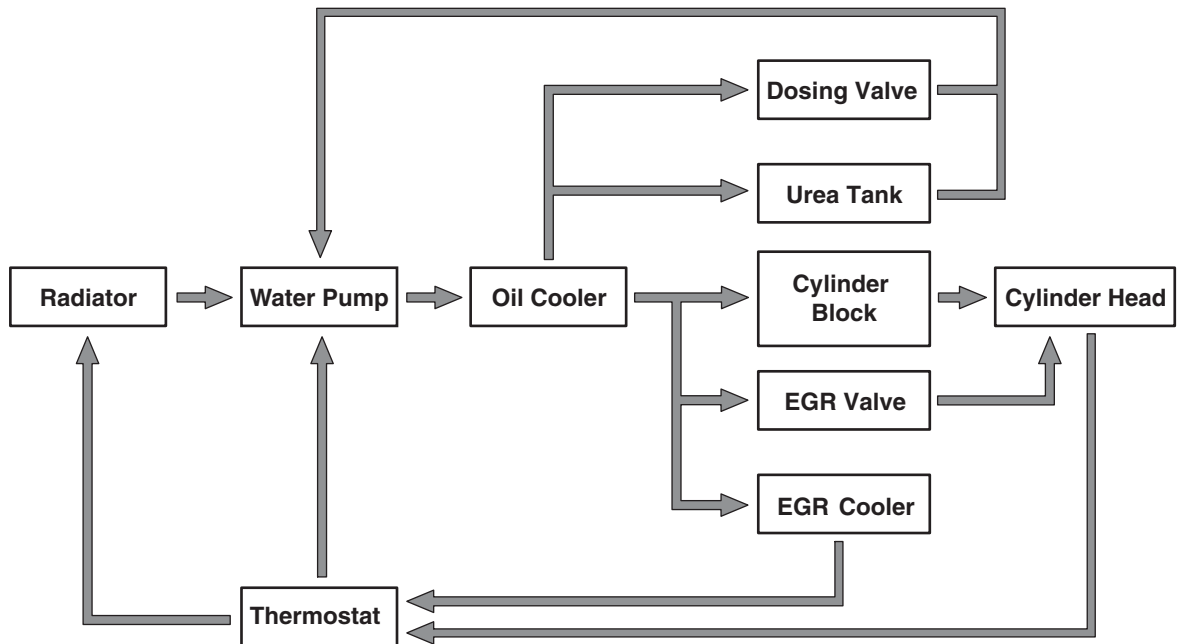 Dosing Valve
Urea Tank
Radiator
Water Pump
Oil Cooler
Cylinder
Block
Cylinder Head
EGR Valve
EGR Cooler
Thermostat